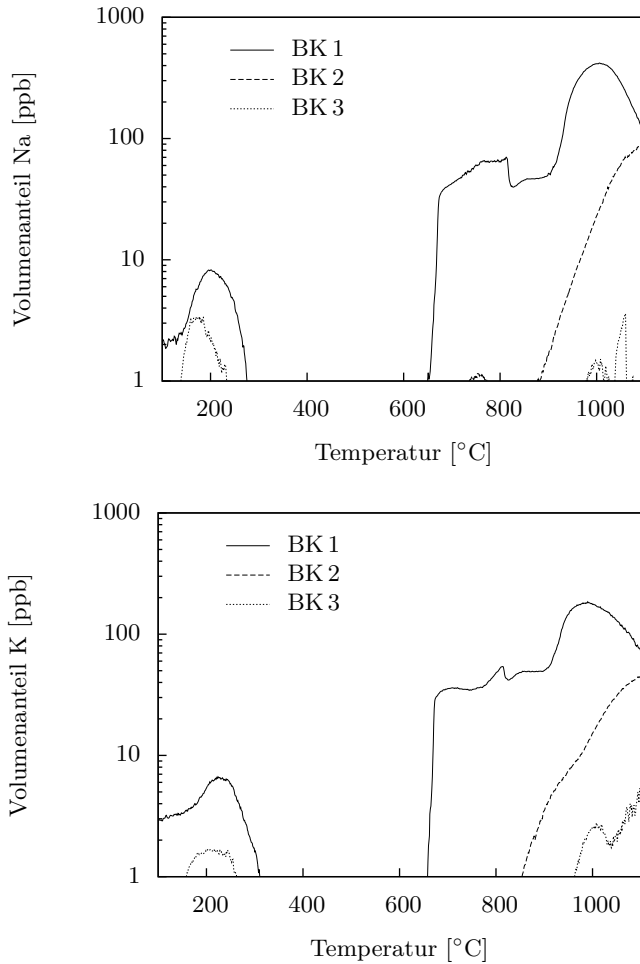 1000
100
10
1
Volumenanteil Na [ppb]
BK 1
BK 2
BK 3
200 400 600 800 1000
Temperatur [°C]
1000
100
10
1
Volumenanteil K [ppb]
BK 1
BK 2
BK 3
200 400 600 800 1000
Temperatur [°C]